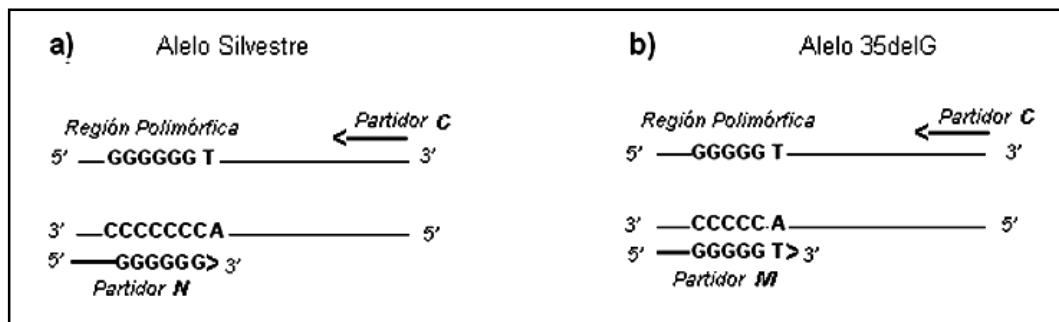 a) Alelo Silvestre
Partidor C
Región Polimórfica
5' GGGGGG T 3'
3' CCCCCCC A 5'
5' GGGGGG> 3'
Partidor N
b) Alelo 35delG
Partidor C
Región Polimórfica
5' GGGGG T 3'
3' CCCCC A 5'
5' GGGGG T> 3'
Partidor M